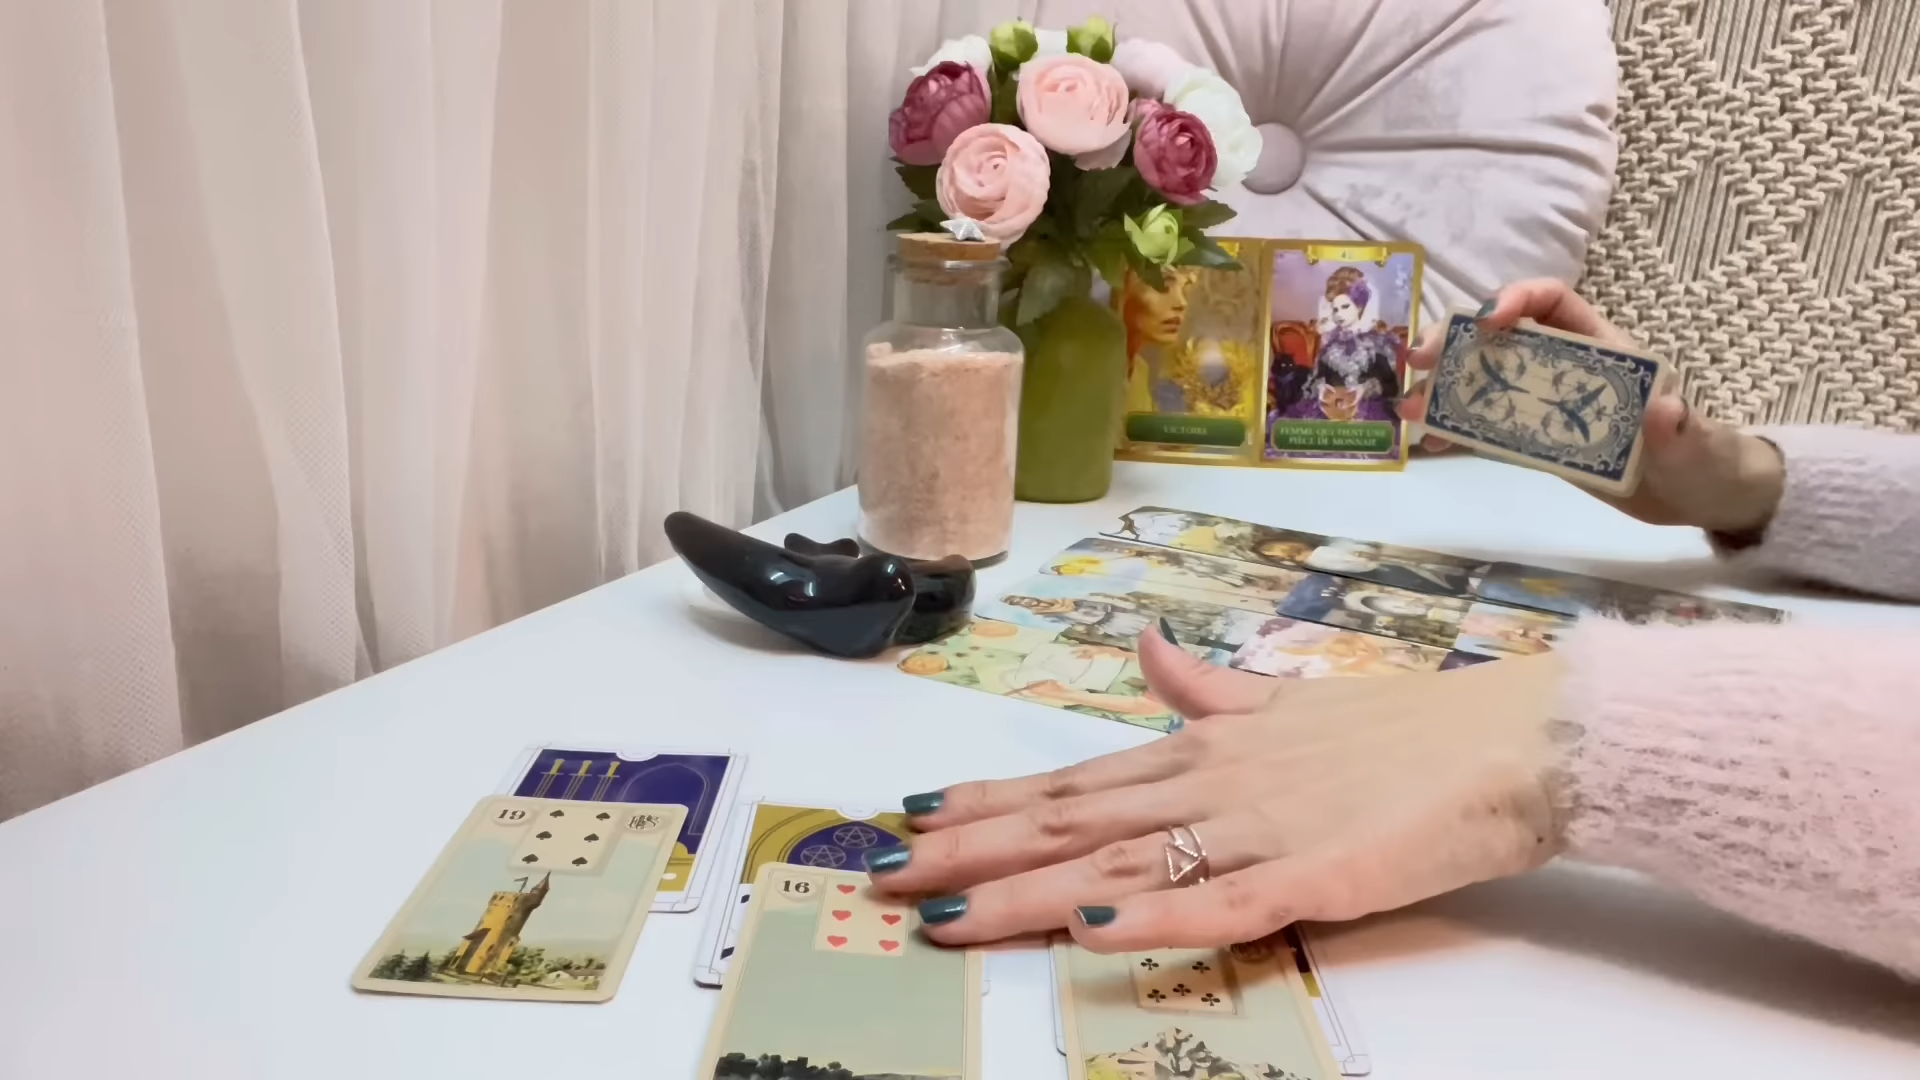 VICTOIRE
FEMME QUI TIENT UNE
PIÈCE DE MONNAIE
19
16